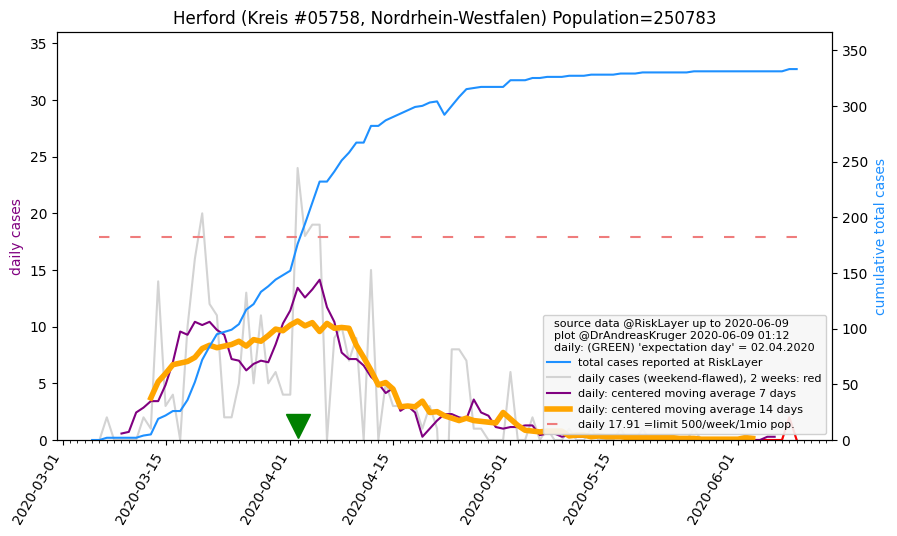 Herford (Kreis #05758, Nordrhein-Westfalen) Population=250783
35
30
25
20
15
10
5
0
daily cases
350
300
250
200
150
100
50
0
cumulative total cases
source data @RiskLayer up to 2020-06-09
plot @DrAndreasKruger 2020-06-09 01:12
daily: (GREEN) 'expectation day' = 02.04.2020
total cases reported at RiskLayer
daily cases (weekend-flawed), 2 weeks: red
daily: centered moving average 7 days
daily: centered moving average 14 days
daily 17.91 =limit 500/week/1mio pop.
2020-03-01
2020-03-15
2020-04-01
2020-04-15
2020-05-01
2020-05-15
2020-06-01